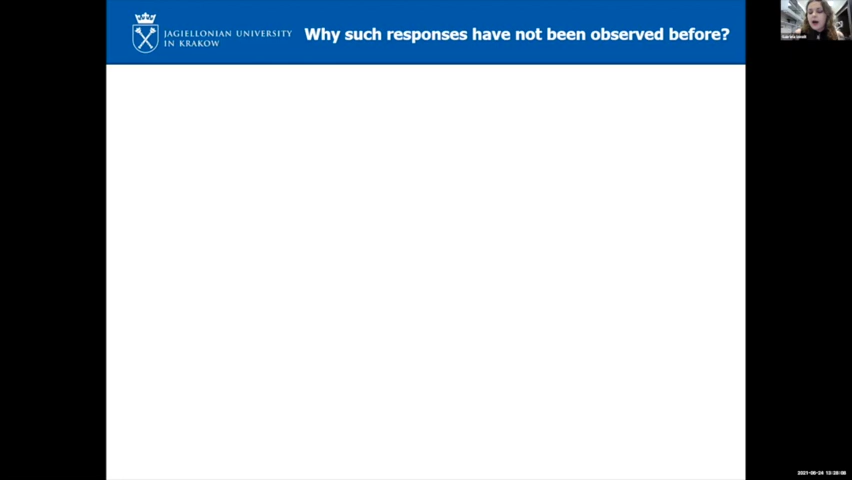 JAGIELLONIAN UNIVERSITY
IN KRAKOW
Why such responses have not been observed before?